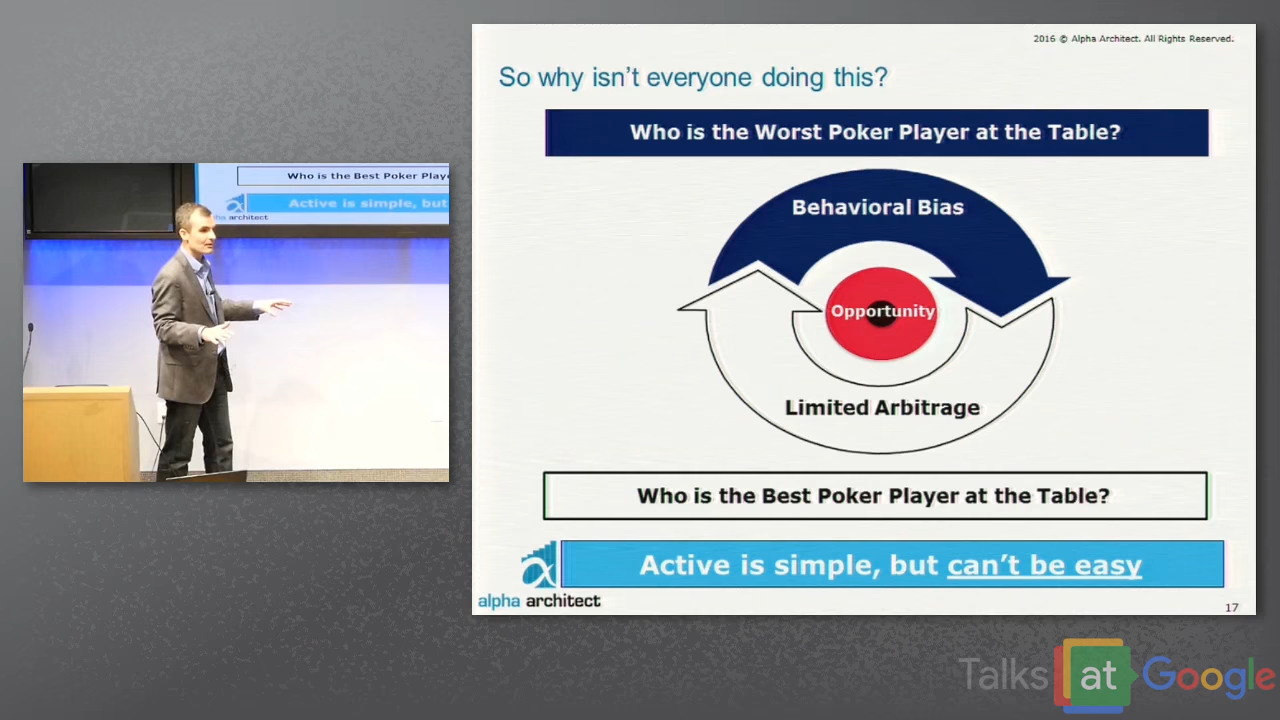 2016 © Alpha Architect. All Rights Reserved.
So why isn't everyone doing this?
Who is the Worst Poker Player at the Table?
Behavioral Bias
Opportunity
Limited Arbitrage
Who is the Best Poker Player at the Table?
Active is simple, but can't be easy
alpha architect
17
Who is the Best Poker Playe
Active is simple, but
architect
Talks at Google